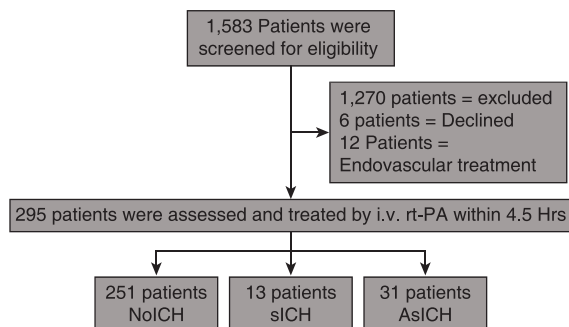 1,583 Patients were
screened for eligibility
1,270 patients = excluded
6 patients = Declined
12 Patients =
Endovascular treatment
295 patients were assessed and treated by i.v. rt-PA within 4.5 Hrs
251 patients
NoICH
13 patients
sICH
31 patients
AsICH